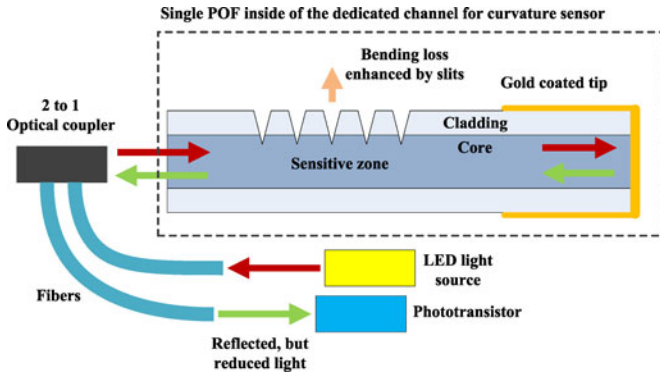 Single POF inside of the dedicated channel for curvature sensor
Bending loss
enhanced by slits
Gold coated tip
2 to 1
Optical coupler
Cladding
Core
Sensitive zone
LED light
source
Fibers
Phototransistor
Reflected, but
reduced light